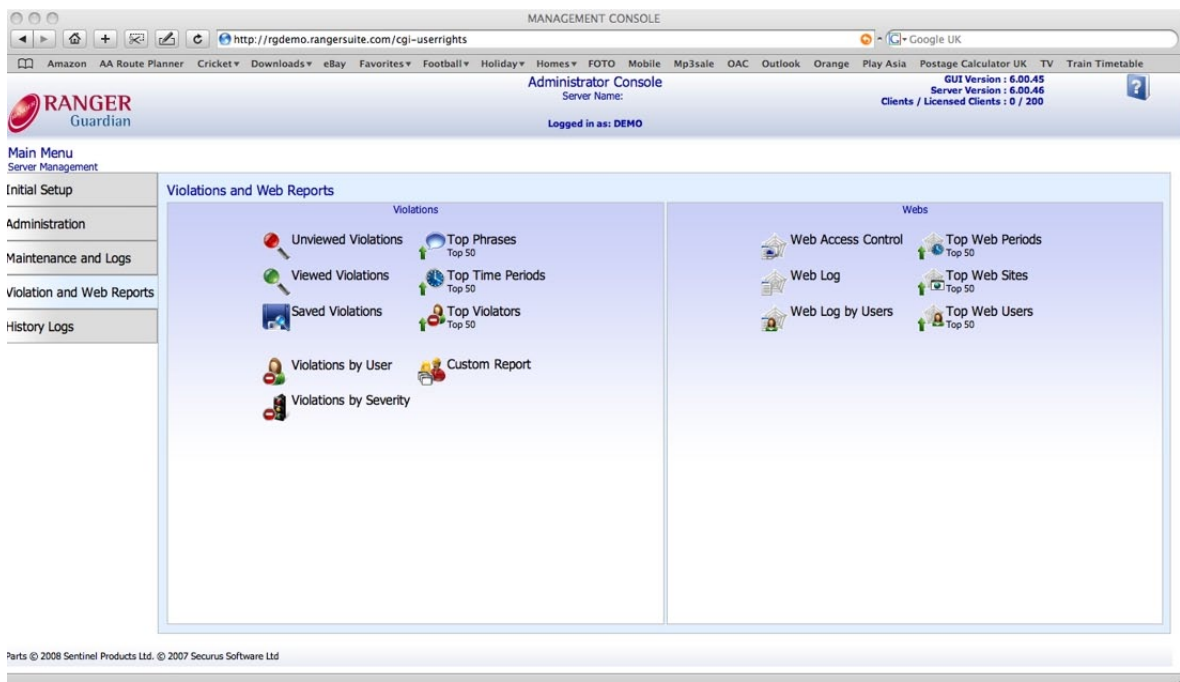 MANAGEMENT CONSOLE
http://rgdemo.rangersuite.com/cgi-userrights
Google UK
Amazon AA Route Planner Cricket Downloads eBay Favorites Football Holiday Homes FOTO Mobile Mp3sale OAC Outlook Orange Play Asia Postage Calculator UK TV Train Timetable
RANGER
Guardian
Administrator Console
Server Name:
Logged in as: DEMO
GUI Version : 6.00.45
Server Version : 6.00.46
Clients / Licensed Clients : 0 / 200
?
Main Menu
Server Management
Initial Setup
Administration
Maintenance and Logs
Violation and Web Reports
History Logs
Violations and Web Reports
Violations
Unviewed Violations
Top Phrases
Top 50
Viewed Violations
Top Time Periods
Top 50
Saved Violations
Top Violators
Top 50
Violations by User
Custom Report
Violations by Severity
Webs
Web Access Control
Top Web Periods
Top 50
Web Log
Top Web Sites
Top 50
Web Log by Users
Top Web Users
Top 50
Parts © 2008 Sentinel Products Ltd. © 2007 Securus Software Ltd